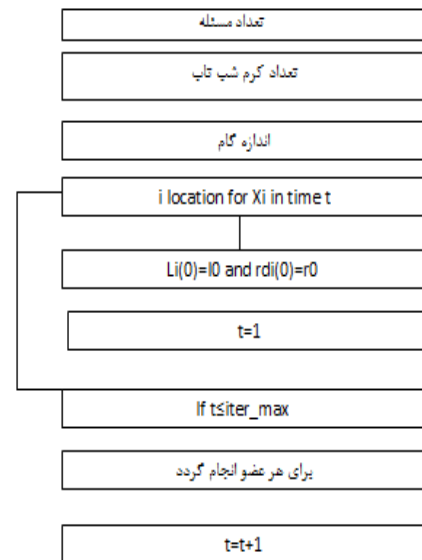 تعداد مسئله
تعداد کرم شب تاب
اندازه گام
i location for Xi in time t
Li(0)=l0 and rdi(0)=r0
t=1
If t≤iter_max
برای هر عضو انجام گردد
t=t+1